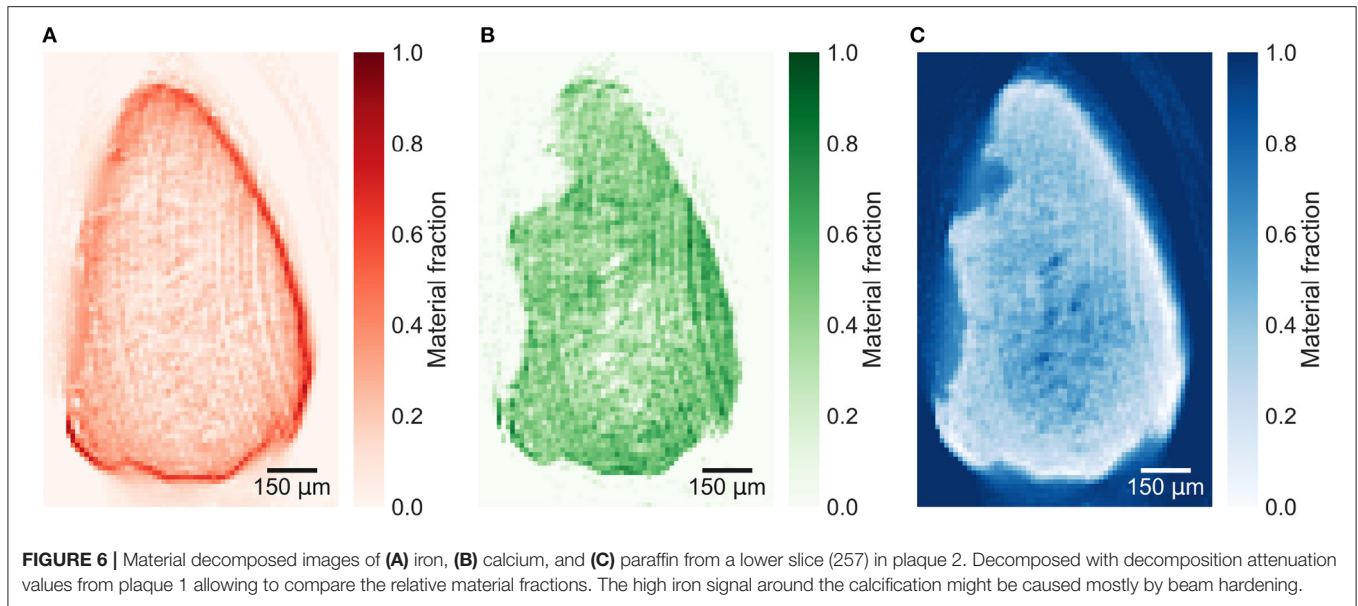 A
B
C
1.0
0.8
0.6
0.4
0.2
0.0
Material fraction
150 µm
1.0
0.8
0.6
0.4
0.2
0.0
Material fraction
150 µm
1.0
0.8
0.6
0.4
0.2
0.0
Material fraction
150 µm
FIGURE 6 | Material decomposed images of (A) iron, (B) calcium, and (C) paraffin from a lower slice (257) in plaque 2. Decomposed with decomposition attenuation
values from plaque 1 allowing to compare the relative material fractions. The high iron signal around the calcification might be caused mostly by beam hardening.